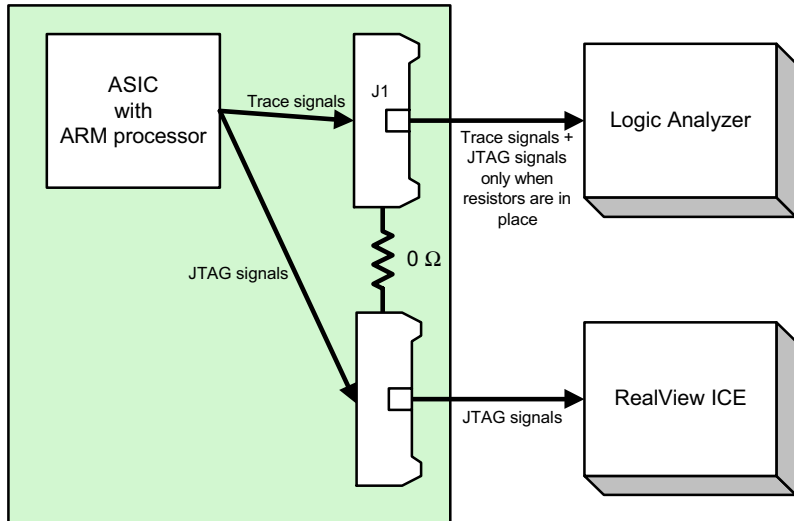 ASIC
with
ARM processor
Trace signals
J1
Trace signals +
JTAG signals
only when
resistors are in
place
Logic Analyzer
JTAG signals
0 Ω
JTAG signals
RealView ICE